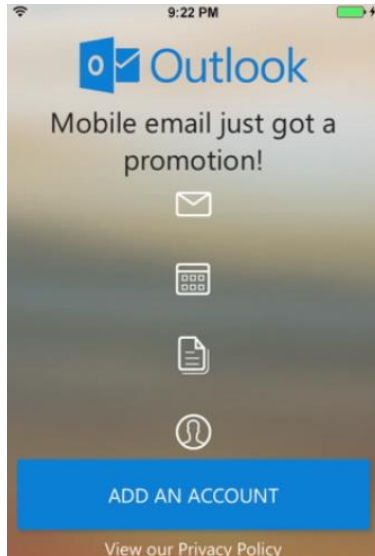 9:22 PM
Outlook
Mobile email just got a
promotion!
ADD AN ACCOUNT
View our Privacy Policy